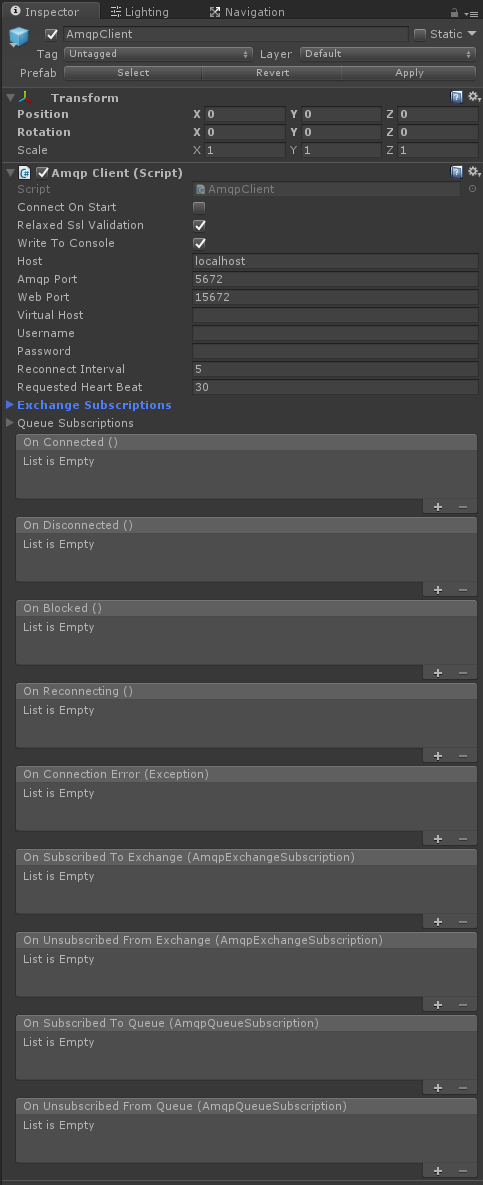 Inspector Lighting Navigation
AmqpClient Static
Tag Untagged Layer Default
Prefab Select Revert Apply
Transform
Position X 0 Y 0 Z 0
Rotation X 0 Y 0 Z 0
Scale X 1 Y 1 Z 1
Amqp Client (Script)
Script AmqpClient
Connect On Start
Relaxed Ssl Validation
Write To Console
Host localhost
Amqp Port 5672
Web Port 15672
Virtual Host
Username
Password
Reconnect Interval 5
Requested Heart Beat 30
Exchange Subscriptions
Queue Subscriptions
On Connected ()
List is Empty
On Disconnected ()
List is Empty
On Blocked ()
List is Empty
On Reconnecting ()
List is Empty
On Connection Error (Exception)
List is Empty
On Subscribed To Exchange (AmqpExchangeSubscription)
List is Empty
On Unsubscribed From Exchange (AmqpExchangeSubscription)
List is Empty
On Subscribed To Queue (AmqpQueueSubscription)
List is Empty
On Unsubscribed From Queue (AmqpQueueSubscription)
List is Empty